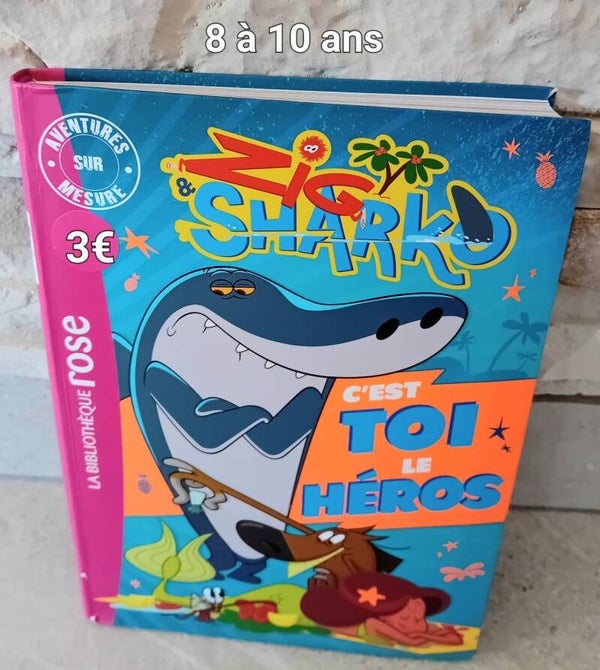 8 à 10 ans
AVENTURES
SUR
MESURE
ZIG
& SHARKO
3€
C'EST
TOI
LE
HÉROS
LA BIBLIOTHÈQUE rose